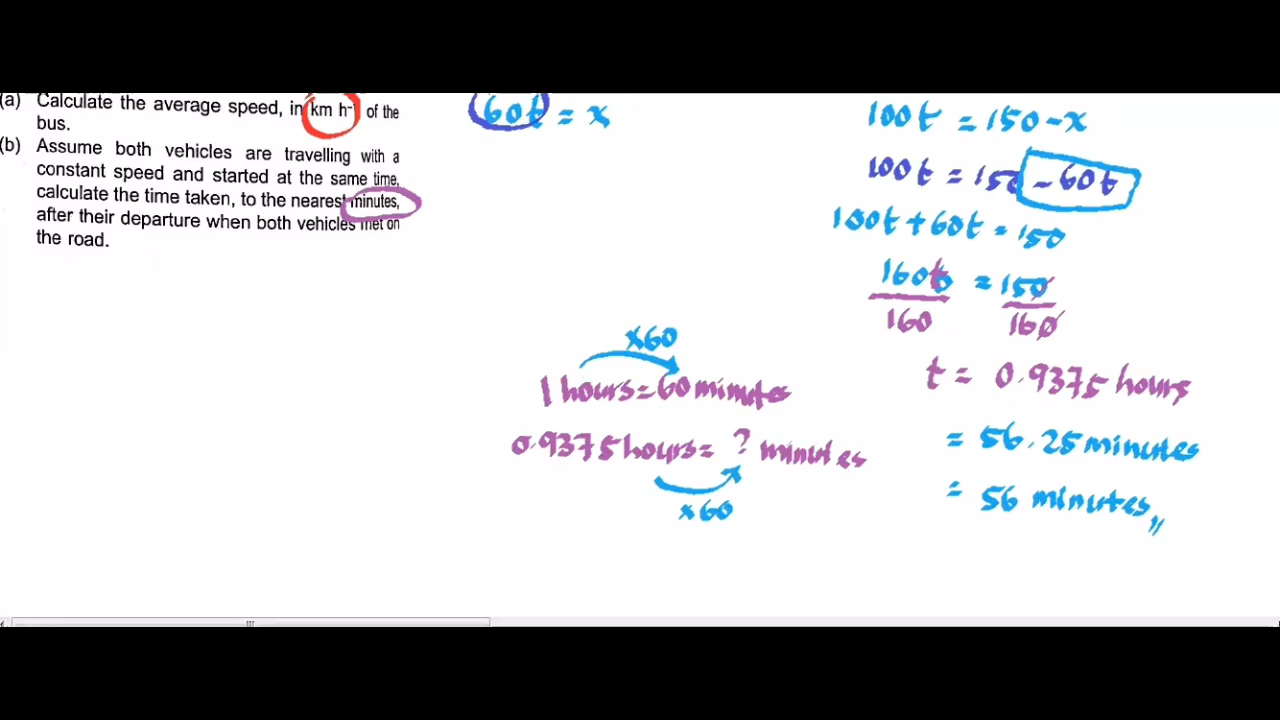 (a) Calculate the average speed, in km h⁻¹ of the
bus.
(b) Assume both vehicles are travelling with a
constant speed and started at the same time,
calculate the time taken, to the nearest minutes,
after their departure when both vehicles met on
the road.
60t = x
100t = 150 - x
100t = 150 - 60t
100t + 60t = 150
160t = 150
160 160
t = 0.9375 hours
= 56.25 minutes
= 56 minutes,,
x60
1 hours = 60 minutes
0.9375 hours = ? minutes
x60